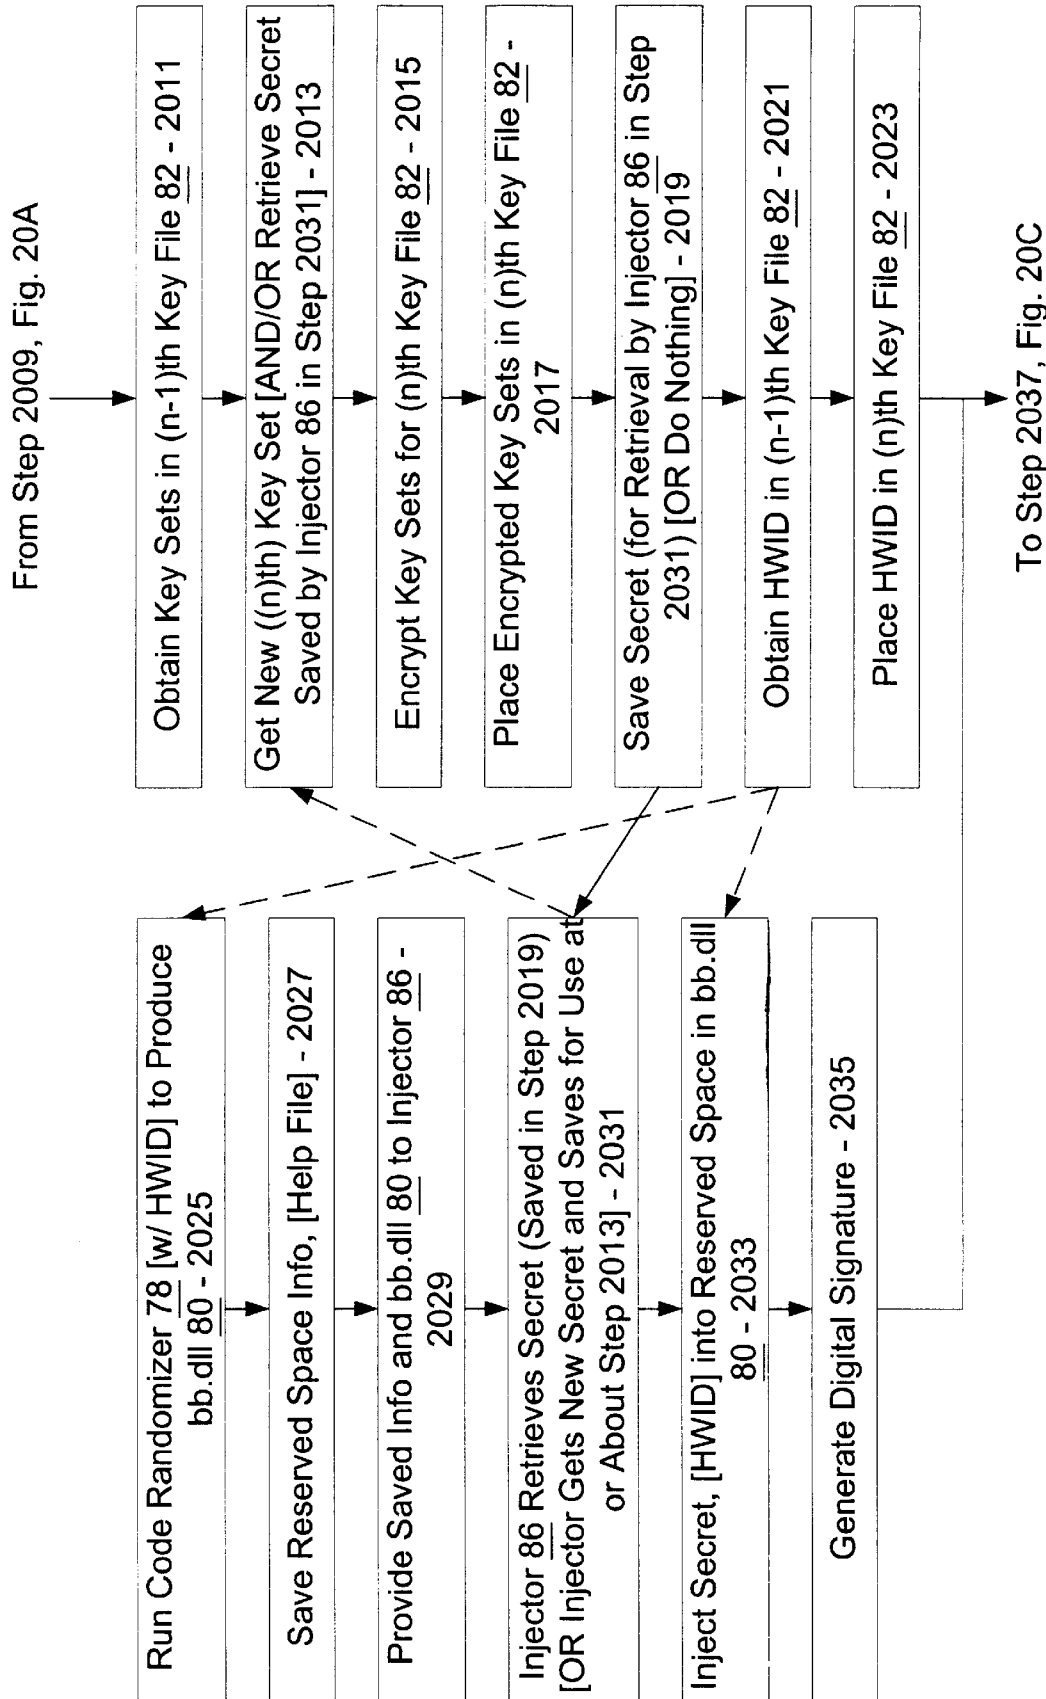 From Step 2009, Fig. 20A
Obtain Key Sets in (n-1)th Key File 82 - 2011
Get New ((n)th) Key Set [AND/OR Retrieve Secret
Saved by Injector 86 in Step 2031] - 2013
Encrypt Key Sets for (n)th Key File 82 - 2015
Place Encrypted Key Sets in (n)th Key File 82 -
2017
Save Secret (for Retrieval by Injector 86 in Step
2031) [OR Do Nothing] - 2019
Obtain HWID in (n-1)th Key File 82 - 2021
Place HWID in (n)th Key File 82 - 2023
Run Code Randomizer 78 [w/ HWID] to Produce
bb.dll 80 - 2025
Save Reserved Space Info, [Help File] - 2027
Provide Saved Info and bb.dll 80 to Injector 86 -
2029
Injector 86 Retrieves Secret (Saved in Step 2019)
[OR Injector Gets New Secret and Saves for Use at
or About Step 2013] - 2031
Inject Secret, [HWID] into Reserved Space in bb.dll
80 - 2033
Generate Digital Signature - 2035
To Step 2037, Fig. 20C